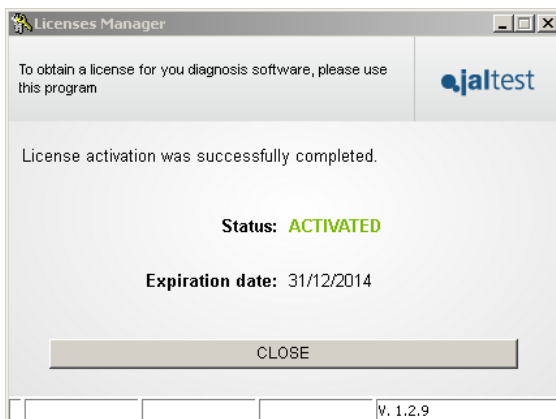 Licenses Manager
To obtain a license for you diagnosis software, please use
this program
jaltest
License activation was successfully completed.
Status: ACTIVATED
Expiration date: 31/12/2014
CLOSE
V. 1.2.9